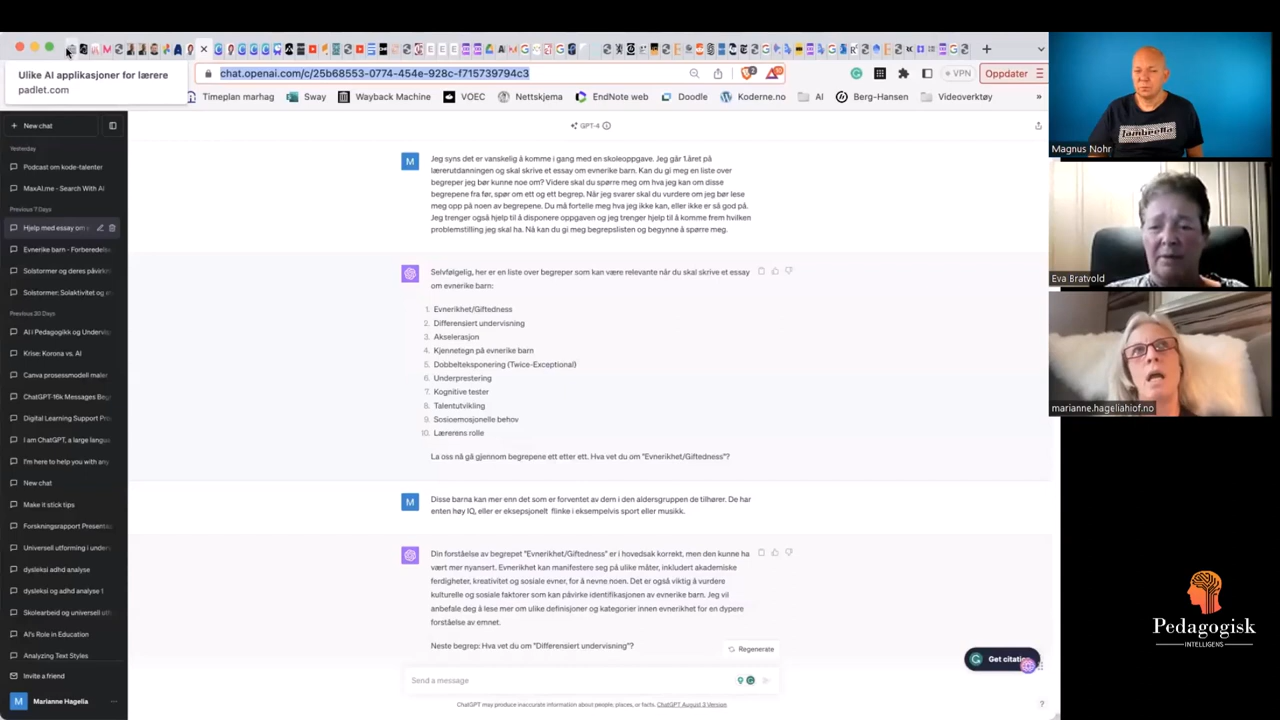 Ulike AI applikasjoner for lærere
padlet.com
chat.openai.com/c/25b68553-0774-454e-928c-f715739794c3
VPN
Oppdater
Timeplan marhag
Sway
Wayback Machine
VOEC
Nettskjema
EndNote web
Doodle
Koderne.no
AI
Berg-Hansen
Videoverktøy
»
+ New chat
Yesterday
Podcast om kode-talenter
MaxAI.me - Search With AI
Previous 7 Days
Hjelp med essay om
Evnerike barn - Forberedelse
Solstormer og deres påvirkn
Solstormer: Solaktivitet og
Previous 30 Days
AI i Pedagogikk og Undervi
Krise: Korona vs. AI
Canva prosessmodell maler
ChatGPT-16k Messages Beg
Digital Learning Support Pro
I am ChatGPT, a large langua
I'm here to help you with any
New chat
Make it stick tips
Forskningsrapport Presenta
Universell utforming i under
dysleksi adhd analyse
dysleksi og adhd analyse 1
Skolearbeid og universell ut
AI's Role in Education
Analyzing Text Styles
Invite a friend
M
Marianne Hagelia
GPT-4
M
Jeg syns det er vanskelig å komme i gang med en skoleoppgave. Jeg går 1.året på
lærerutdanningen og skal skrive et essay om evnerike barn. Kan du gi meg en liste over
begreper jeg bør kunne noe om? Videre skal du spørre meg om hva jeg kan om disse
begrepene fra før, spør om ett og ett begrep. Når jeg svarer skal du vurdere om jeg bør lese
meg opp på noen av begrepene. Du må fortelle meg hva jeg ikke kan, eller ikke er så god på.
Jeg trenger også hjelp til å disponere oppgaven og jeg trenger hjelp til å komme frem hvilken
problemstilling jeg skal ha. Nå kan du gi meg begrepslisten og begynne å spørre meg.
Selvfølgelig, her er en liste over begreper som kan være relevante når du skal skrive et essay
om evnerike barn:
1. Evnerikhet/Giftedness
2. Differensiert undervisning
3. Akselerasjon
4. Kjennetegn på evnerike barn
5. Dobbelteksponering (Twice-Exceptional)
6. Underprestering
7. Kognitive tester
8. Talentutvikling
9. Sosioemosjonelle behov
10. Lærerens rolle
La oss nå gå gjennom begrepene ett etter ett. Hva vet du om "Evnerikhet/Giftedness"?
M
Disse barna kan mer enn det som er forventet av dem i den aldersgruppen de tilhører. De har
enten høy IQ, eller er eksepsjonelt flinke i eksempelvis sport eller musikk.
Din forståelse av begrepet "Evnerikhet/Giftedness" er i hovedsak korrekt, men den kunne ha
vært mer nyansert. Evnerikhet kan manifestere seg på ulike måter, inkludert akademiske
ferdigheter, kreativitet og sosiale evner, for å nevne noen. Det er også viktig å vurdere
kulturelle og sosiale faktorer som kan påvirke identifikasjonen av evnerike barn. Jeg vil
anbefale deg å lese mer om ulike definisjoner og kategorier innen evnerikhet for en dypere
forståelse av emnet.
Neste begrep: Hva vet du om "Differensiert undervisning"?
Regenerate
Send a message
ChatGPT may produce inaccurate information about people, places, or facts. ChatGPT August 3 Version
Get citation
?
lambretta
Magnus Nohr
Eva Bratvold
marianne.hageliahiof.no
Pedagogisk
INTELLIGENS